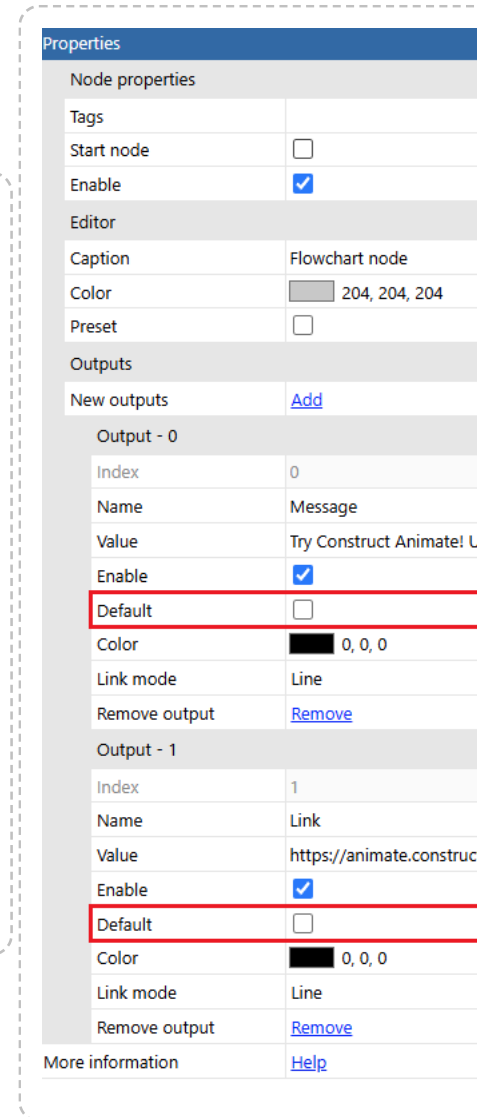 Properties
Node properties
Tags
Start node
Enable
Editor
Caption Flowchart node
Color 204, 204, 204
Preset
Outputs
New outputs Add
Output - 0
Index 0
Name Message
Value Try Construct Animate!
Enable
Default
Color 0, 0, 0
Link mode Line
Remove output Remove
Output - 1
Index 1
Name Link
Value https://animate.construc
Enable
Default
Color 0, 0, 0
Link mode Line
Remove output Remove
More information Help